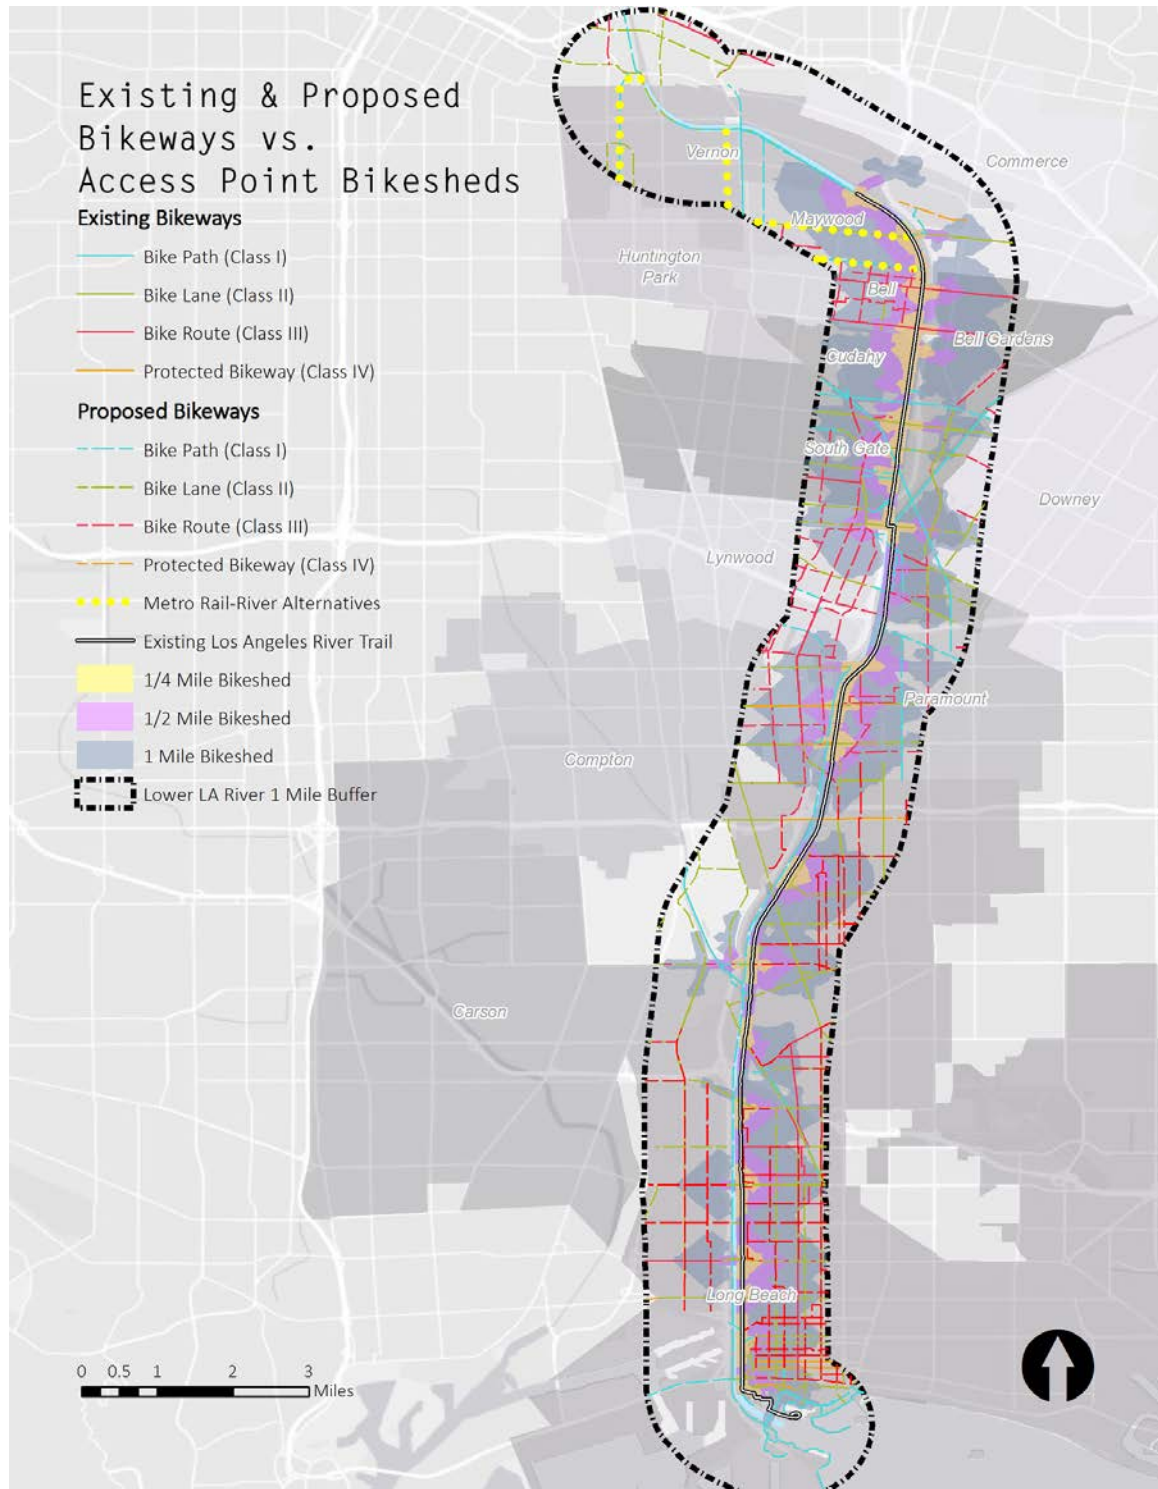 Existing & Proposed
Bikeways vs.
Access Point Bikesheds
Existing Bikeways
Bike Path (Class I)
Bike Lane (Class II)
Bike Route (Class III)
Protected Bikeway (Class IV)
Proposed Bikeways
Bike Path (Class I)
Bike Lane (Class II)
Bike Route (Class III)
Protected Bikeway (Class IV)
Metro Rail-River Alternatives
Existing Los Angeles River Trail
1/4 Mile Bikeshed
1/2 Mile Bikeshed
1 Mile Bikeshed
Lower LA River 1 Mile Buffer
Vernon
Commerce
Maywood
Huntington
Park
Bell
Bell Gardens
Cudahy
South Gate
Downey
Lynwood
Paramount
Compton
Carson
Long Beach
0 0.5 1 2 3
Miles